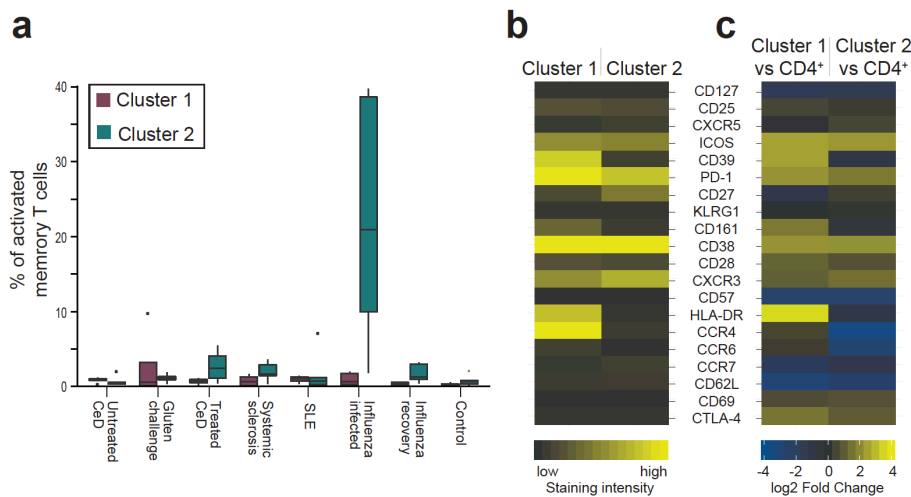 a
b
c
% of activated
memrory T cells
40
30
20
10
0
Cluster 1
Cluster 2
Untreated
CeD
Gluten
challenge
Treated
CeD
Systemic
sclerosis
SLE
Influenza
infected
Influenza
recovery
Control
Cluster 1
Cluster 2
Cluster 1
vs CD4+
Cluster 2
vs CD4+
CD127
CD25
CXCR5
ICOS
CD39
PD-1
CD27
KLRG1
CD161
CD38
CD28
CXCR3
CD57
HLA-DR
CCR4
CCR6
CCR7
CD62L
CD69
CTLA-4
low
high
Staining intensity
-4 -2 0 2 4
log2 Fold Change